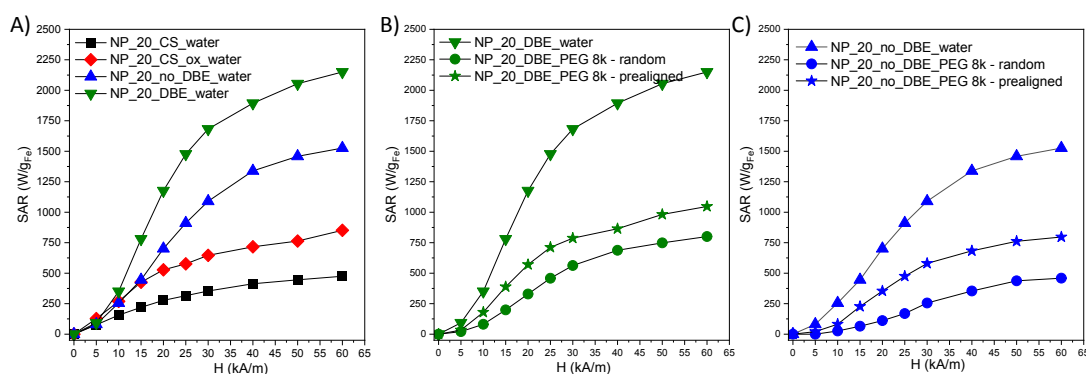 A)
2500
2250
2000
1750
1500
1250
1000
750
500
250
0
SAR (W/gFe)
NP_20_CS_water
NP_20_CS_ox_water
NP_20_no_DBE_water
NP_20_DBE_water
0 5 10 15 20 25 30 35 40 45 50 55 60 65
H (kA/m)
B)
2500
2250
2000
1750
1500
1250
1000
750
500
250
0
SAR (W/gFe)
NP_20_DBE_water
NP_20_DBE_PEG 8k - random
NP_20_DBE_PEG 8k - prealigned
0 5 10 15 20 25 30 35 40 45 50 55 60 65
H (kA/m)
C)
2500
2250
2000
1750
1500
1250
1000
750
500
250
0
SAR (W/gFe)
NP_20_no_DBE_water
NP_20_no_DBE_PEG 8k - random
NP_20_no_DBE_PEG 8k - prealigned
0 5 10 15 20 25 30 35 40 45 50 55 60 65
H (kA/m)